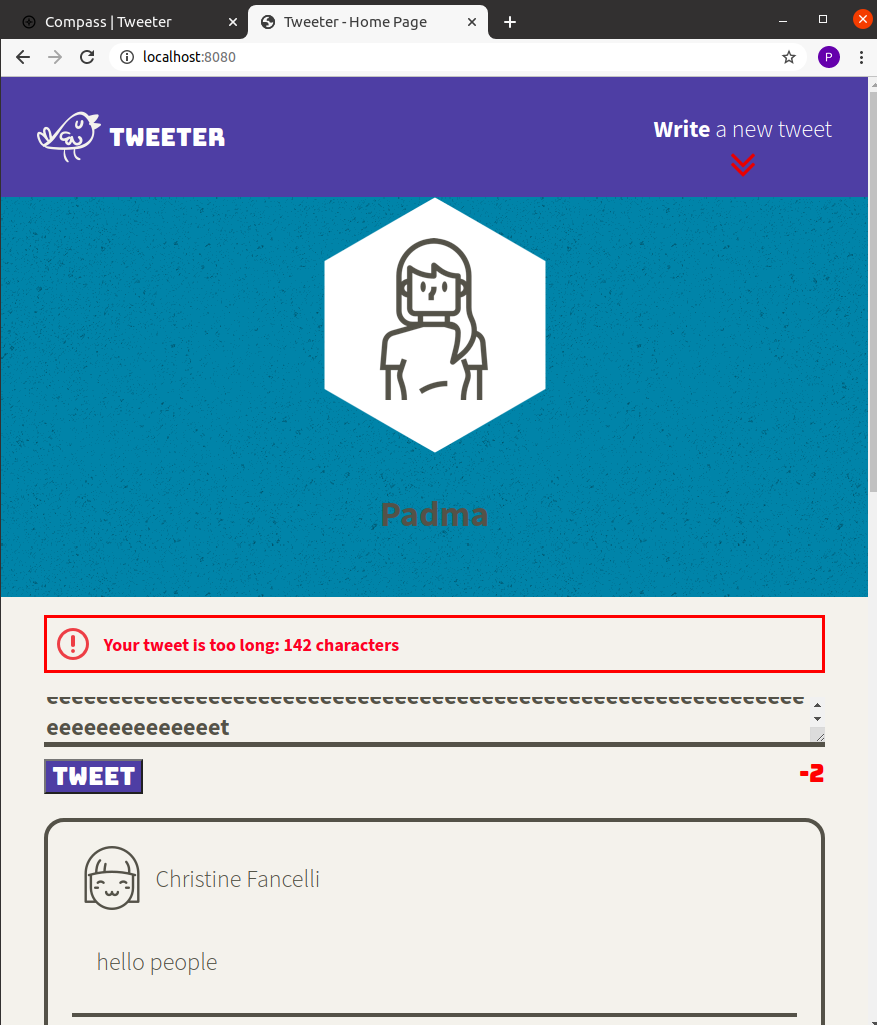 Compass | Tweeter
Tweeter - Home Page
localhost:8080
P
TWEETER
Write a new tweet
Padma
Your tweet is too long: 142 characters
eeeeeeeeeeeeeet
TWEET
-2
Christine Fancelli
hello people